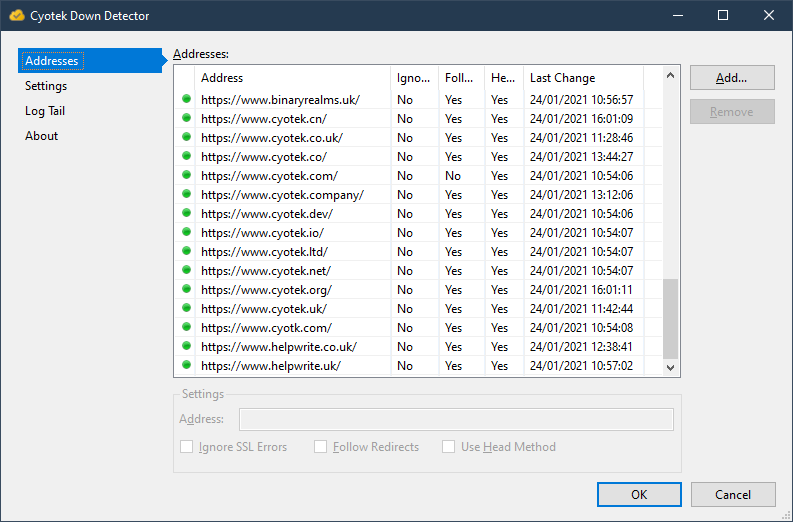 Cyotek Down Detector
Addresses
Settings
Log Tail
About
Addresses:
Address Igno... Foll... He... Last Change
https://www.binaryrealms.uk/ No Yes Yes 24/01/2021 10:56:57
https://www.cyotek.cn/ No Yes Yes 24/01/2021 16:01:09
https://www.cyotek.co.uk/ No Yes Yes 24/01/2021 11:28:46
https://www.cyotek.co/ No Yes Yes 24/01/2021 13:44:27
https://www.cyotek.com/ No No Yes 24/01/2021 10:54:06
https://www.cyotek.company/ No Yes Yes 24/01/2021 13:12:06
https://www.cyotek.dev/ No Yes Yes 24/01/2021 10:54:06
https://www.cyotek.io/ No Yes Yes 24/01/2021 10:54:07
https://www.cyotek.ltd/ No Yes Yes 24/01/2021 10:54:07
https://www.cyotek.net/ No Yes Yes 24/01/2021 10:54:07
https://www.cyotek.org/ No Yes Yes 24/01/2021 16:01:11
https://www.cyotek.uk/ No Yes Yes 24/01/2021 11:42:44
https://www.cyotk.com/ No Yes Yes 24/01/2021 10:54:08
https://www.helpwrite.co.uk/ No Yes Yes 24/01/2021 12:38:41
https://www.helpwrite.uk/ No Yes Yes 24/01/2021 10:57:02
Add...
Remove
Settings
Address:
Ignore SSL Errors Follow Redirects Use Head Method
OK Cancel